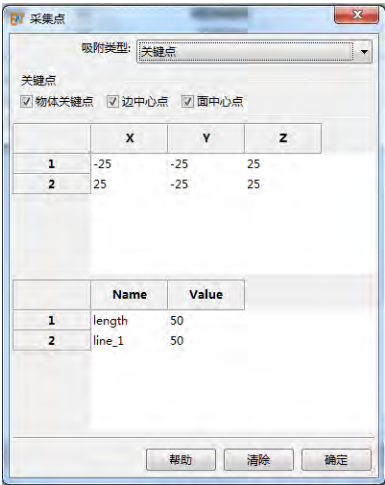 采集点
吸附类型: 关键点
关键点
物体关键点 边中心点 面中心点
X Y Z
1 -25 -25 25
2 25 -25 25
Name Value
1 length 50
2 line_1 50
帮助 清除 确定